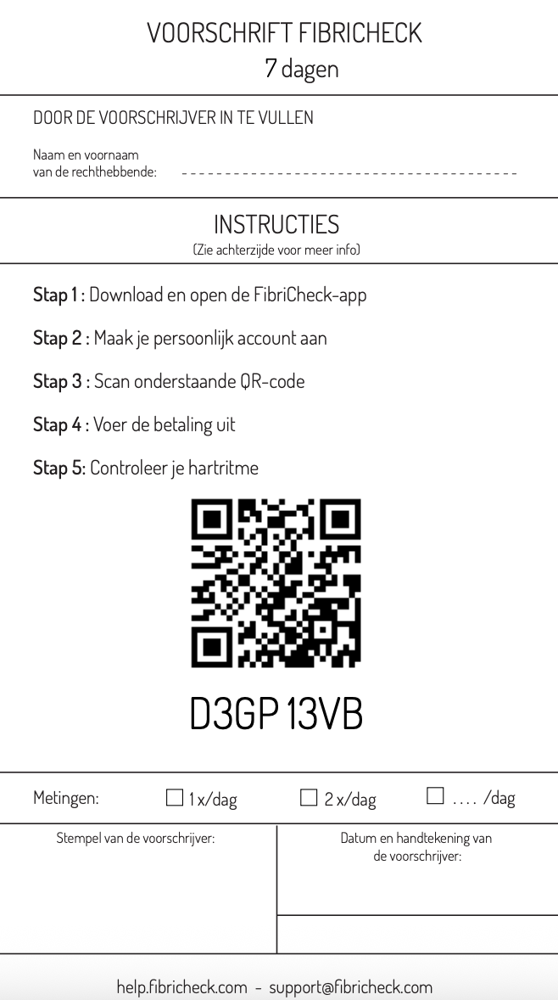 VOORSCHRIFT FIBRICHECK
7 dagen
DOOR DE VOORSCHRIJVER IN TE VULLEN
Naam en voornaam
van de rechthebbende: - - - - - - - - - - - - - - - - - - - - - - - - - - - - - - - - - - - - - - -
INSTRUCTIES
(Zie achterzijde voor meer info)
Stap 1 : Download en open de FibriCheck-app
Stap 2 : Maak je persoonlijk account aan
Stap 3 : Scan onderstaande QR-code
Stap 4 : Voer de betaling uit
Stap 5: Controleer je hartritme
D3GP 13VB
Metingen: ☐ 1 x/dag ☐ 2 x/dag ☐ .... /dag
Stempel van de voorschrijver:
Datum en handtekening van
de voorschrijver:
help.fibricheck.com - support@fibricheck.com